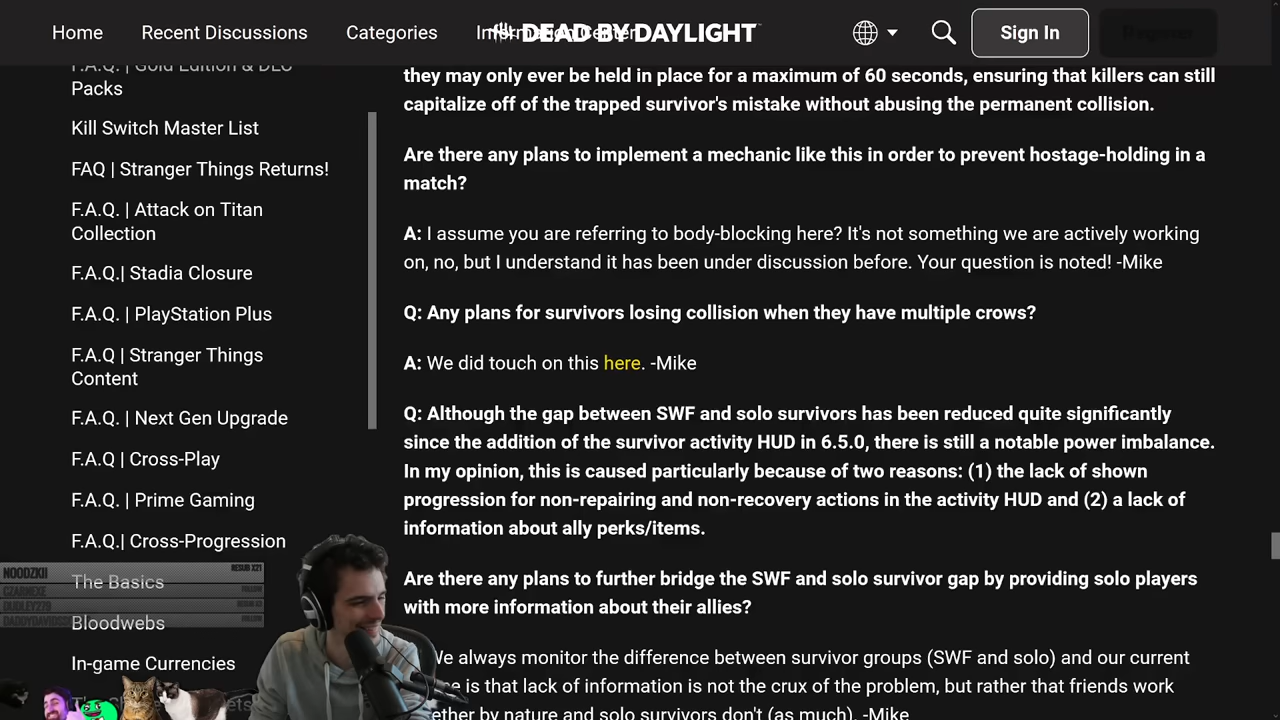 Home
Recent Discussions
Categories
DEAD BY DAYLIGHT
Sign In
F.A.Q. | Gold Edition & DLC
Packs
Kill Switch Master List
FAQ | Stranger Things Returns!
F.A.Q. | Attack on Titan
Collection
F.A.Q.| Stadia Closure
F.A.Q. | PlayStation Plus
F.A.Q | Stranger Things
Content
F.A.Q. | Next Gen Upgrade
F.A.Q | Cross-Play
F.A.Q. | Prime Gaming
F.A.Q.| Cross-Progression
The Basics
Bloodwebs
In-game Currencies
they may only ever be held in place for a maximum of 60 seconds, ensuring that killers can still
capitalize off of the trapped survivor's mistake without abusing the permanent collision.
Are there any plans to implement a mechanic like this in order to prevent hostage-holding in a
match?
A: I assume you are referring to body-blocking here? It's not something we are actively working
on, no, but I understand it has been under discussion before. Your question is noted! -Mike
Q: Any plans for survivors losing collision when they have multiple crows?
A: We did touch on this here. -Mike
Q: Although the gap between SWF and solo survivors has been reduced quite significantly
since the addition of the survivor activity HUD in 6.5.0, there is still a notable power imbalance.
In my opinion, this is caused particularly because of two reasons: (1) the lack of shown
progression for non-repairing and non-recovery actions in the activity HUD and (2) a lack of
information about ally perks/items.
Are there any plans to further bridge the SWF and solo survivor gap by providing solo players
with more information about their allies?
We always monitor the difference between survivor groups (SWF and solo) and our current
is that lack of information is not the crux of the problem, but rather that friends work
by nature and solo survivors don't (as much). -Mike
NOODZKII
RESUB X21
CZARNEXE
FOLLOW